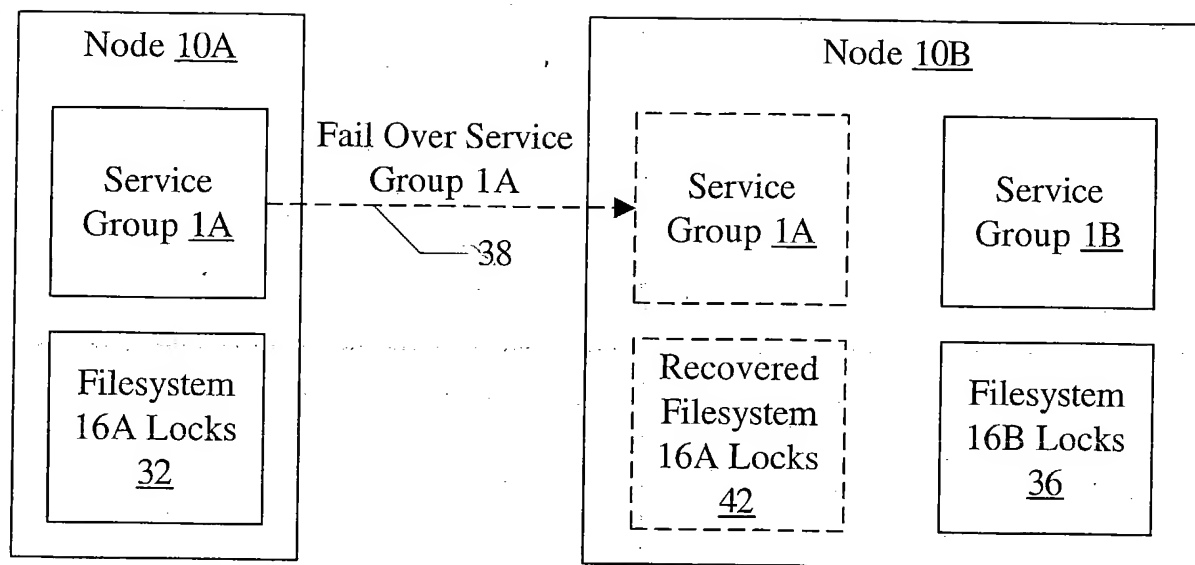 Node 10A
Service
Group 1A
Filesystem
16A Locks
32
Fail Over Service
Group 1A
38
Node 10B
Service
Group 1A
Service
Group 1B
Recovered
Filesystem
16A Locks
42
Filesystem
16B Locks
36